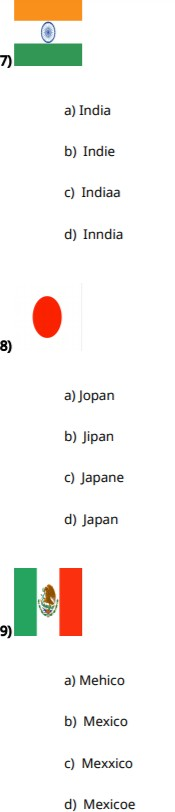 7)
a) India
b) Indie
c) Indiaa
d) Inndia
8)
a) Jopan
b) Jipan
c) Japane
d) Japan
9)
a) Mehico
b) Mexico
c) Mexxico
d) Mexicoe